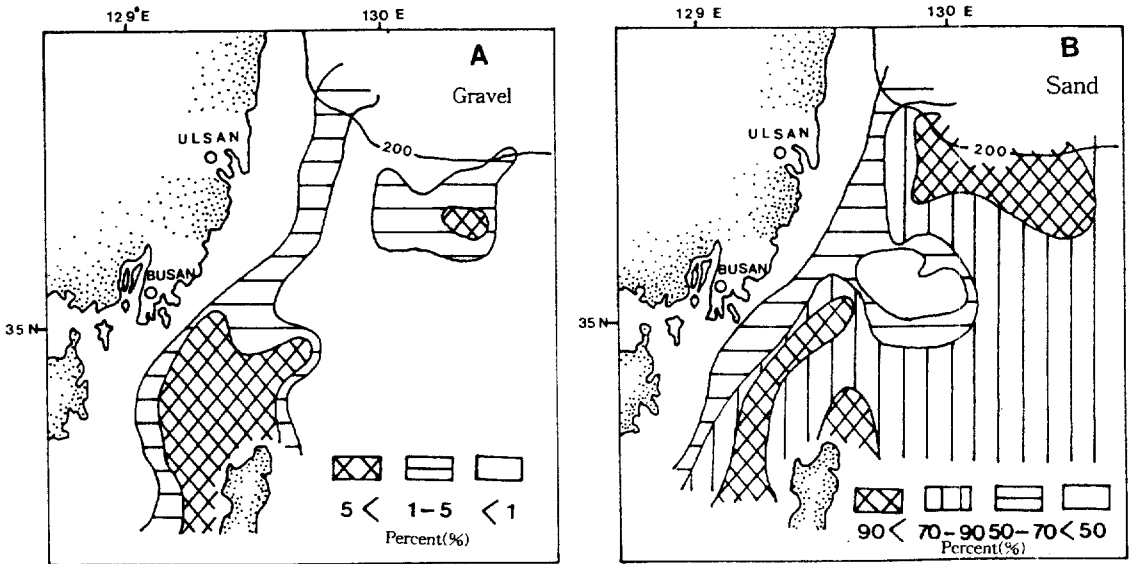 129° E
130 E
A
Gravel
ULSAN
200
BUSAN
35 N
5 <
1-5
< 1
Percent(%)
129 E
130 E
B
Sand
ULSAN
200
BUSAN
35 N
90 <
70-90
50-70
< 50
Percent(%)